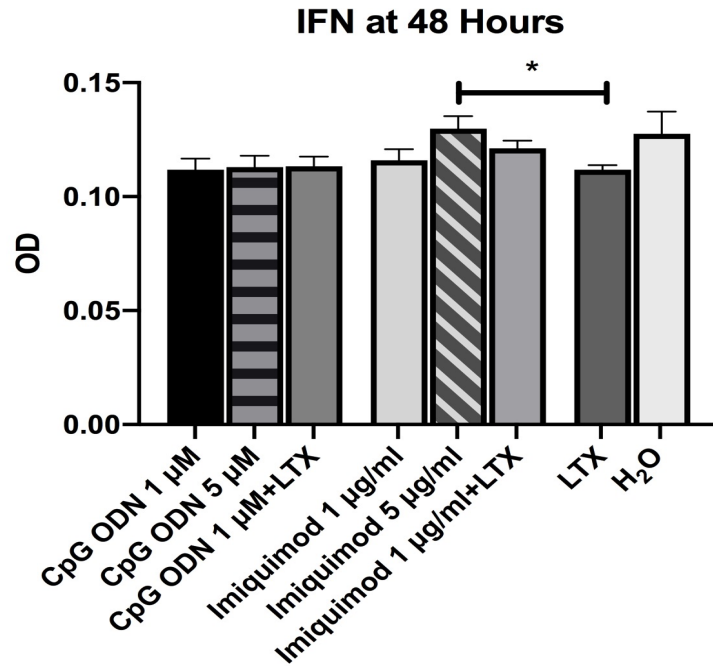 IFN at 48 Hours
*
0.15
0.10
0.05
0.00
OD
CpG ODN 1 µM
CpG ODN 5 µM
CpG ODN 1 µM+LTX
Imiquimod 1 µg/ml
Imiquimod 5 µg/ml
Imiquimod 1 µg/ml+LTX
LTX
H₂O